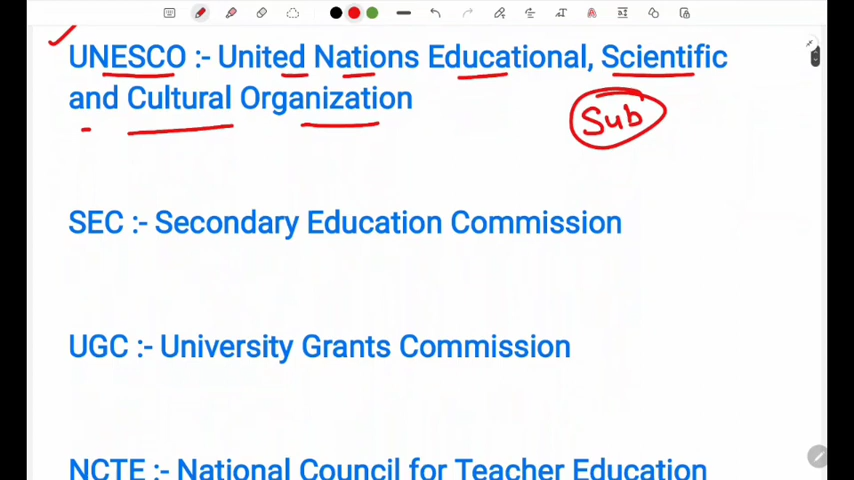 UNESCO :- United Nations Educational, Scientific
and Cultural Organization
Sub
SEC :- Secondary Education Commission
UGC :- University Grants Commission
NCTE :- National Council for Teacher Education